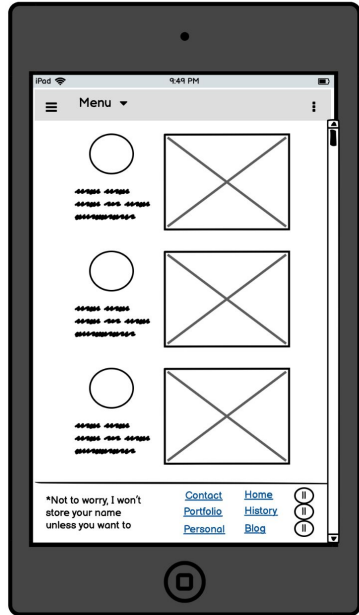 iPod 9:49 PM
Menu
*Not to worry, I won't
store your name
unless you want to
Contact Home
Portfolio History
Personal Blog